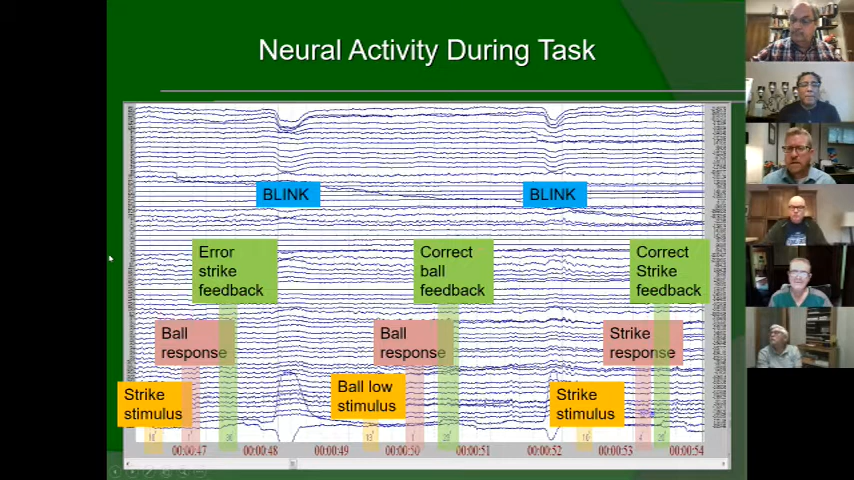 Neural Activity During Task
BLINK
BLINK
Error
strike
feedback
Correct
ball
feedback
Correct
Strike
feedback
Ball
response
Ball
response
Strike
response
Strike
stimulus
Ball low
stimulus
Strike
stimulus
00:00:47
00:00:48
00:00:49
00:00:50
00:00:51
00:00:52
00:00:53
00:00:54